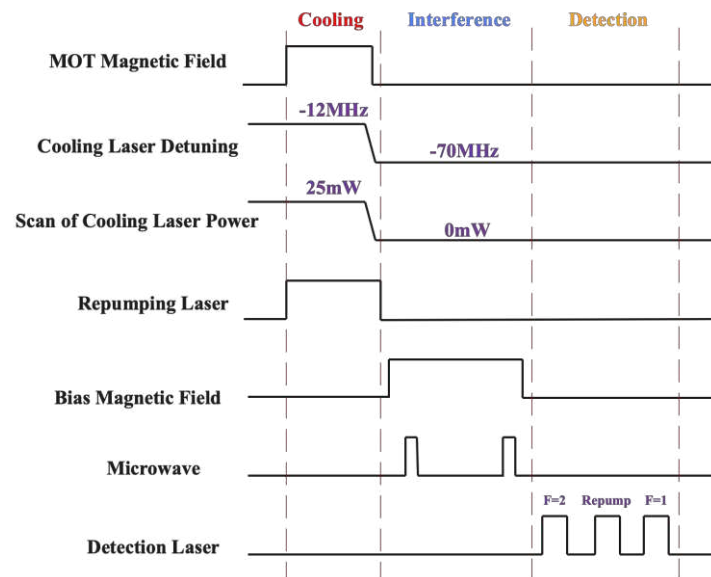 Cooling Interference Detection
MOT Magnetic Field
-12MHz
Cooling Laser Detuning
-70MHz
25mW
Scan of Cooling Laser Power
0mW
Repumping Laser
Bias Magnetic Field
Microwave
F=2 Repump F=1
Detection Laser